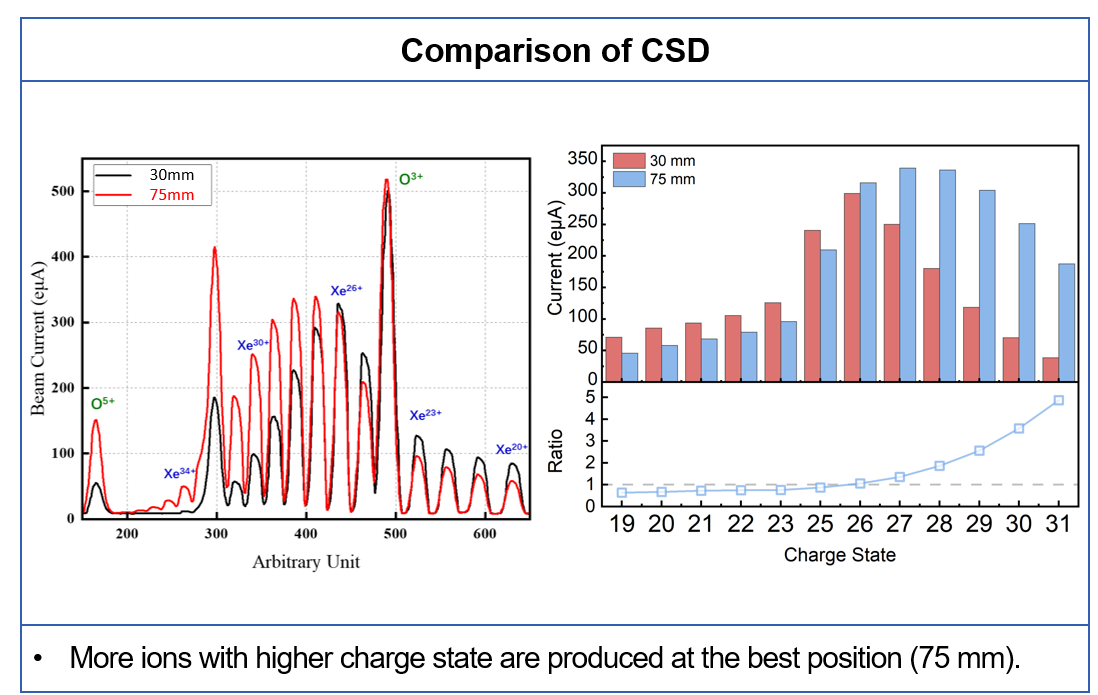 Comparison of CSD
30mm
75mm
O5+
Xe34+
Xe30+
Xe26+
O3+
Xe23+
Xe20+
500
400
300
200
100
0
200
300
400
500
600
Beam Current (eμA)
Arbitrary Unit
30 mm
75 mm
350
300
250
200
150
100
50
0
Current (eμA)
5
4
3
2
1
0
Ratio
19 20 21 22 23 25 26 27 28 29 30 31
Charge State
• More ions with higher charge state are produced at the best position (75 mm).